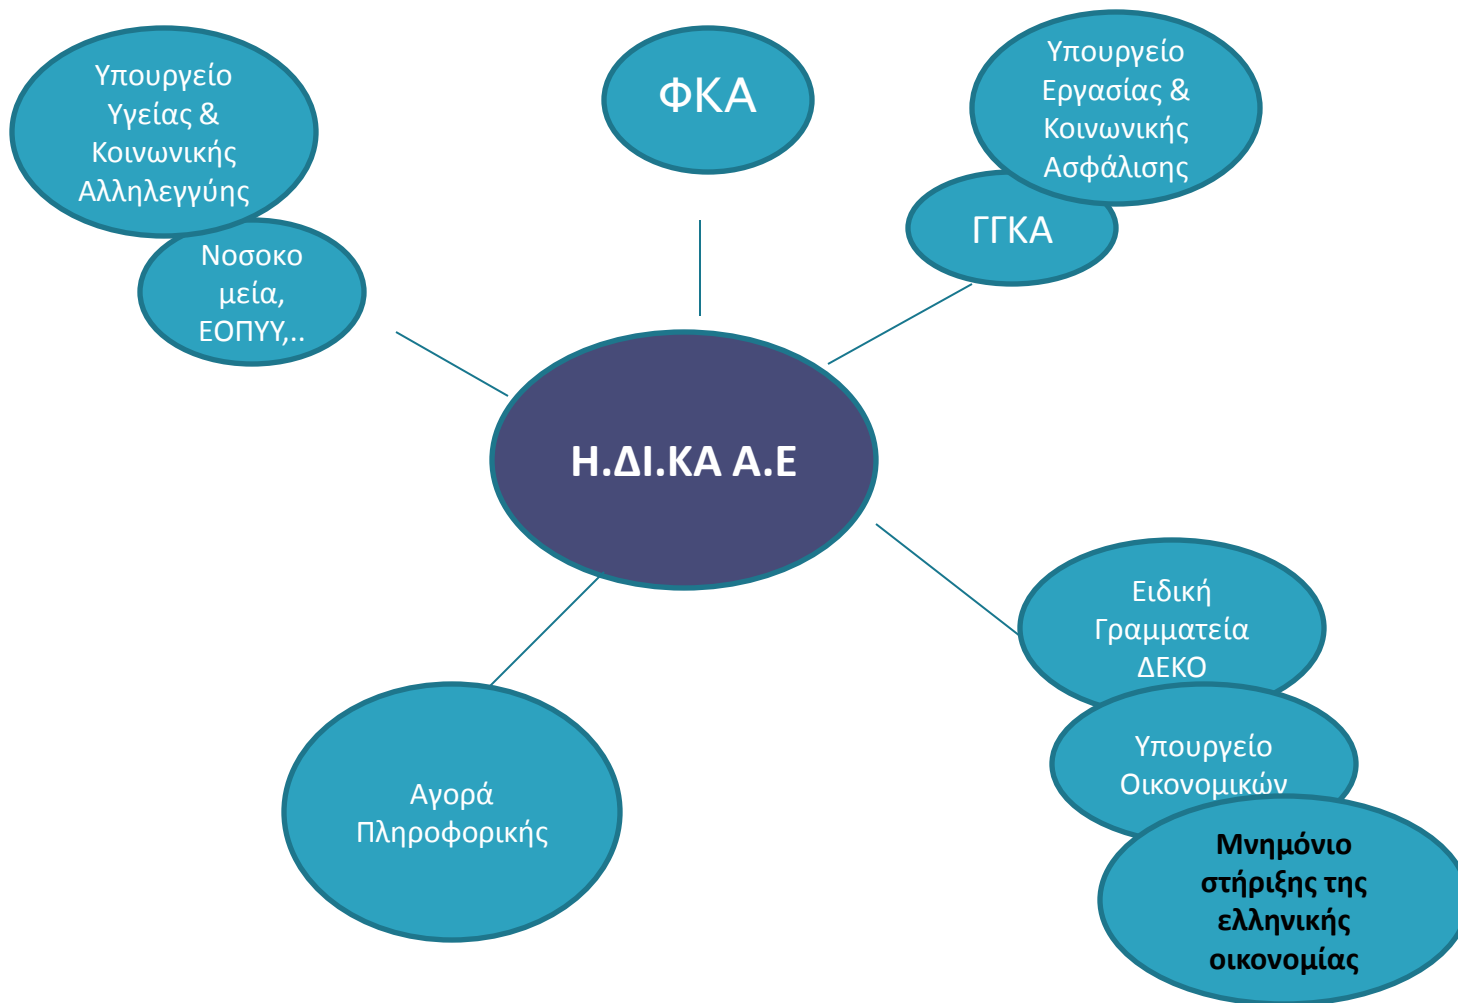 Υπουργείο
Υγείας &
Κοινωνικής
Αλληλεγγύης
Νοσοκο
μεία,
ΕΟΠΥΥ,..
ΦΚΑ
Υπουργείο
Εργασίας &
Κοινωνικής
Ασφάλισης
ΓΓΚΑ
Η.ΔΙ.ΚΑ Α.Ε
Ειδική
Γραμματεία
ΔΕΚΟ
Υπουργείο
Οικονομικών
Μνημόνιο
στήριξης της
ελληνικής
οικονομίας
Αγορά
Πληροφορικής